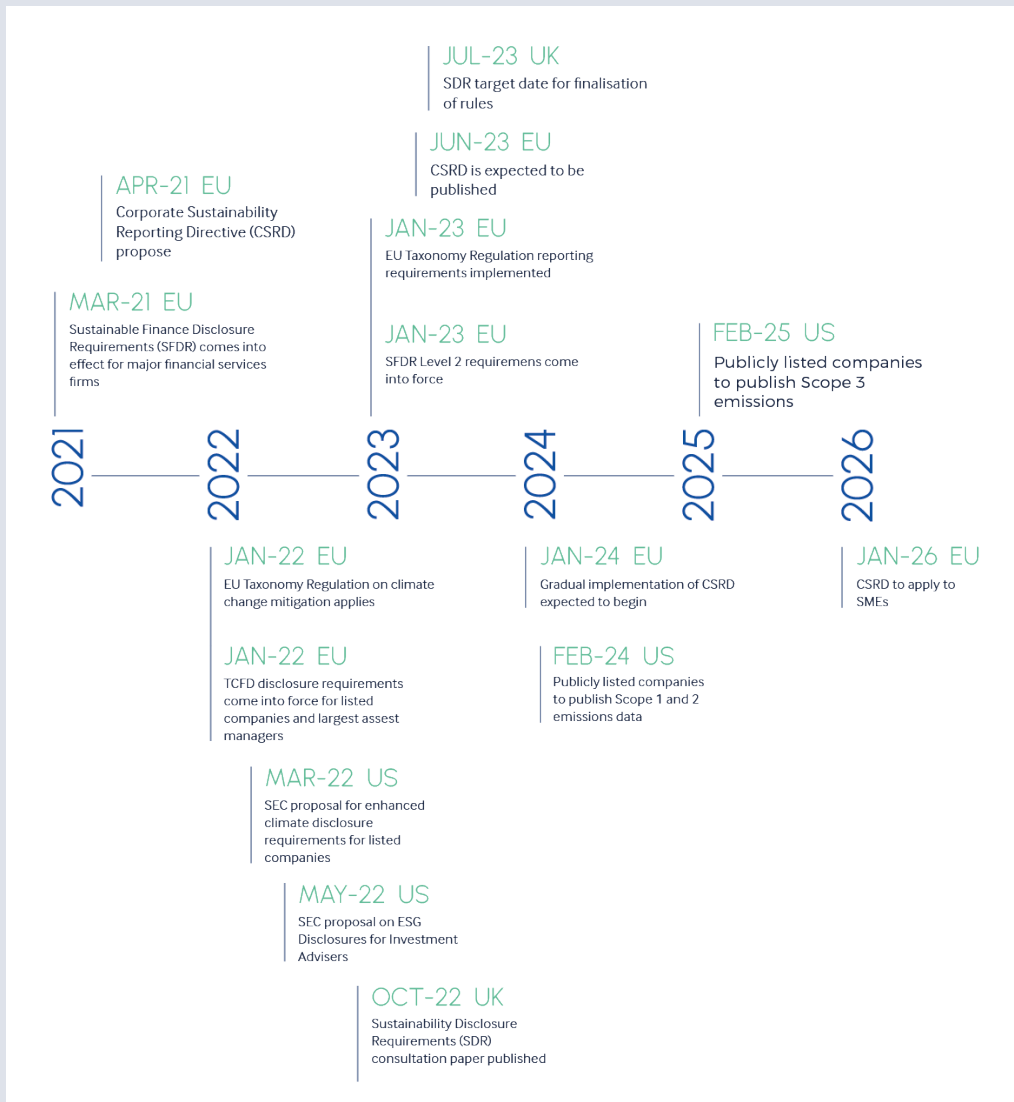 JUL-23 UK
SDR target date for finalisation
of rules
JUN-23 EU
CSRD is expected to be
published
APR-21 EU
Corporate Sustainability
Reporting Directive (CSRD)
propose
JAN-23 EU
EU Taxonomy Regulation reporting
requirements implemented
MAR-21 EU
Sustainable Finance Disclosure
Requirements (SFDR) comes into
effect for major financial services
firms
JAN-23 EU
SFDR Level 2 requiremens come
into force
FEB-25 US
Publicly listed companies
to publish Scope 3
emissions
2021
2022
2023
2024
2025
2026
JAN-22 EU
EU Taxonomy Regulation on climate
change mitigation applies
JAN-24 EU
Gradual implementation of CSRD
expected to begin
JAN-26 EU
CSRD to apply to
SMEs
JAN-22 EU
TCFD disclosure requirements
come into force for listed
companies and largest assest
managers
FEB-24 US
Publicly listed companies
to publish Scope 1 and 2
emissions data
MAR-22 US
SEC proposal for enhanced
climate disclosure
requirements for listed
companies
MAY-22 US
SEC proposal on ESG
Disclosures for Investment
Advisers
OCT-22 UK
Sustainability Disclosure
Requirements (SDR)
consultation paper published